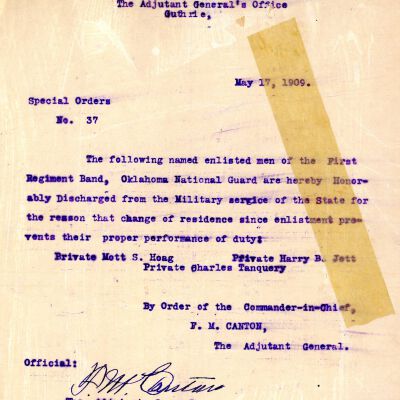 The Adjutant General's Office
Guthrie,
May 17, 1909.
Special Orders
No. 37
The following named enlisted men of the First
Regiment Band, Oklahoma National Guard are hereby Honor-
ably Discharged from the Military service of the State for
the reason that change of residence since enlistment pre-
vents their proper performance of duty:
Private Mott S. Hoag Private Harry B. Jett
Private Charles Tanquery
By Order of the Commander-in-Chief,
F. M. CANTON,
The Adjutant General.
Official:
F. M. Canton